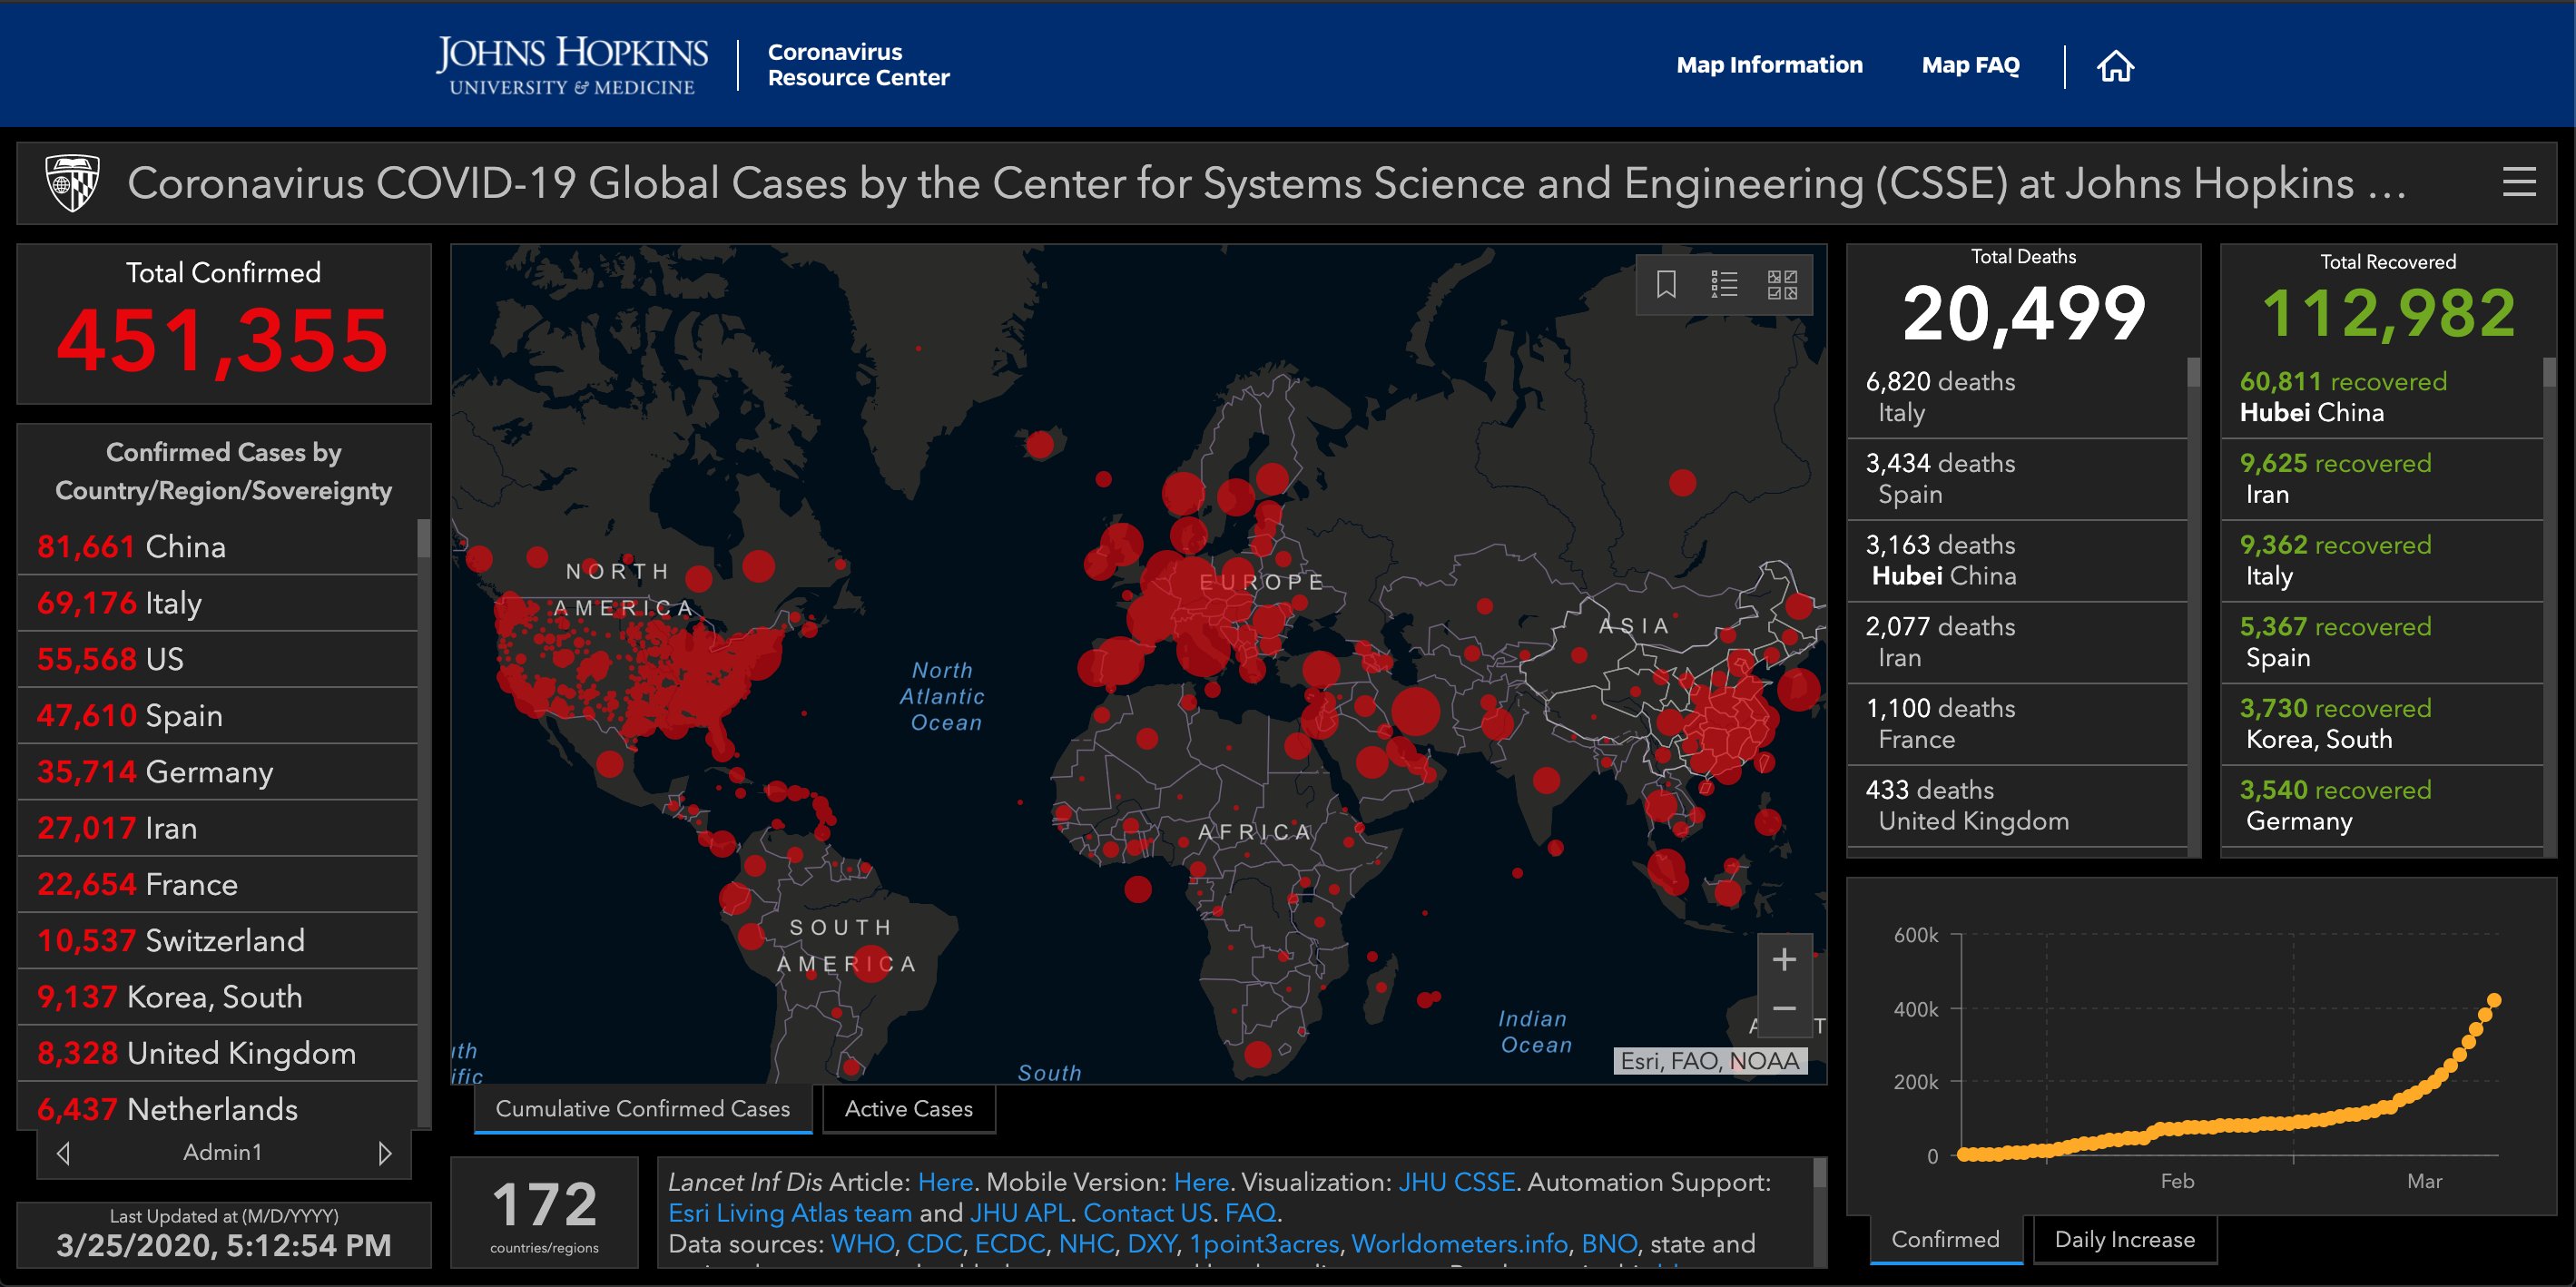 JOHNS HOPKINS
UNIVERSITY & MEDICINE
Coronavirus
Resource Center
Map Information
Map FAQ
Coronavirus COVID-19 Global Cases by the Center for Systems Science and Engineering (CSSE) at Johns Hopkins ...
Total Confirmed
451,355
Confirmed Cases by
Country/Region/Sovereignty
81,661 China
69,176 Italy
55,568 US
47,610 Spain
35,714 Germany
27,017 Iran
22,654 France
10,537 Switzerland
9,137 Korea, South
8,328 United Kingdom
6,437 Netherlands
Admin1
Last Updated at (M/D/YYYY)
3/25/2020, 5:12:54 PM
NORTH
AMERICA
North
Atlantic
Ocean
EUROPE
ASIA
AFRICA
SOUTH
AMERICA
Indian
Ocean
South
Esri, FAO, NOAA
+
−
Cumulative Confirmed Cases
Active Cases
172
countries/regions
Lancet Inf Dis Article: Here. Mobile Version: Here. Visualization: JHU CSSE. Automation Support:
Esri Living Atlas team and JHU APL. Contact US. FAQ.
Data sources: WHO, CDC, ECDC, NHC, DXY, 1point3acres, Worldometers.info, BNO, state and
Total Deaths
20,499
6,820 deaths
Italy
3,434 deaths
Spain
3,163 deaths
Hubei China
2,077 deaths
Iran
1,100 deaths
France
433 deaths
United Kingdom
Total Recovered
112,982
60,811 recovered
Hubei China
9,625 recovered
Iran
9,362 recovered
Italy
5,367 recovered
Spain
3,730 recovered
Korea, South
3,540 recovered
Germany
600k
400k
200k
0
Feb
Mar
Confirmed
Daily Increase